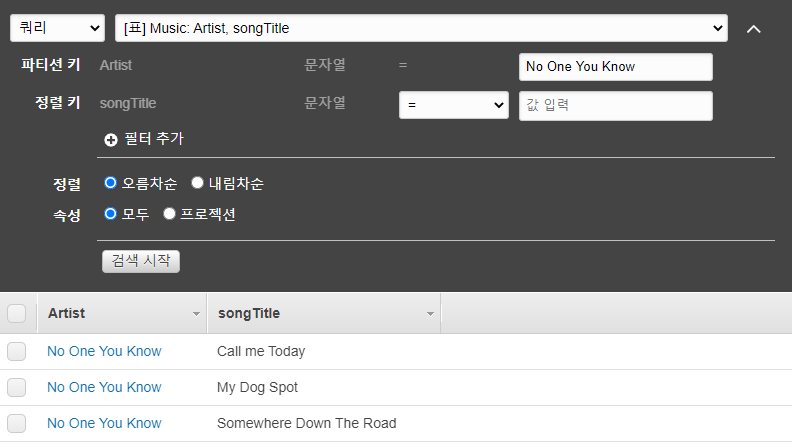 쿼리 [표] Music: Artist, songTitle
파티션 키 Artist 문자열 = No One You Know
정렬 키 songTitle 문자열 = 값 입력
필터 추가
정렬 오름차순 내림차순
속성 모두 프로젝션
검색 시작
Artist songTitle
No One You Know Call me Today
No One You Know My Dog Spot
No One You Know Somewhere Down The Road